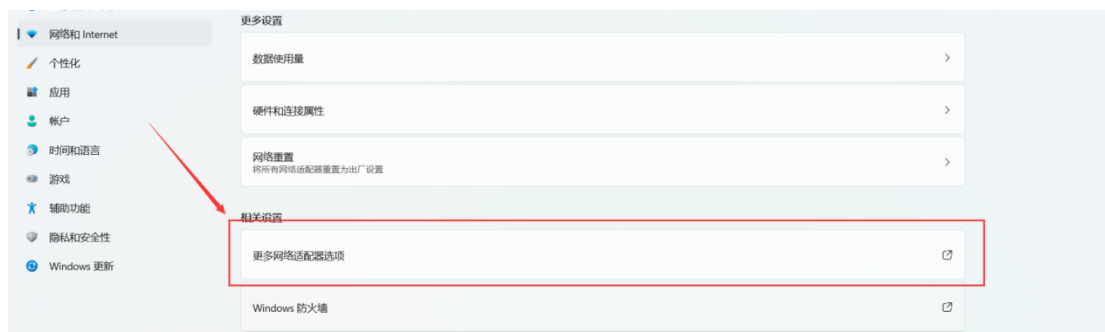 网络和 Internet
个性化
应用
帐户
时间和语言
游戏
辅助功能
隐私和安全性
Windows 更新
更多设置
数据使用量
硬件和连接属性
网络重置
将所有网络适配器重置为出厂设置
相关设置
更多网络适配器选项
Windows 防火墙